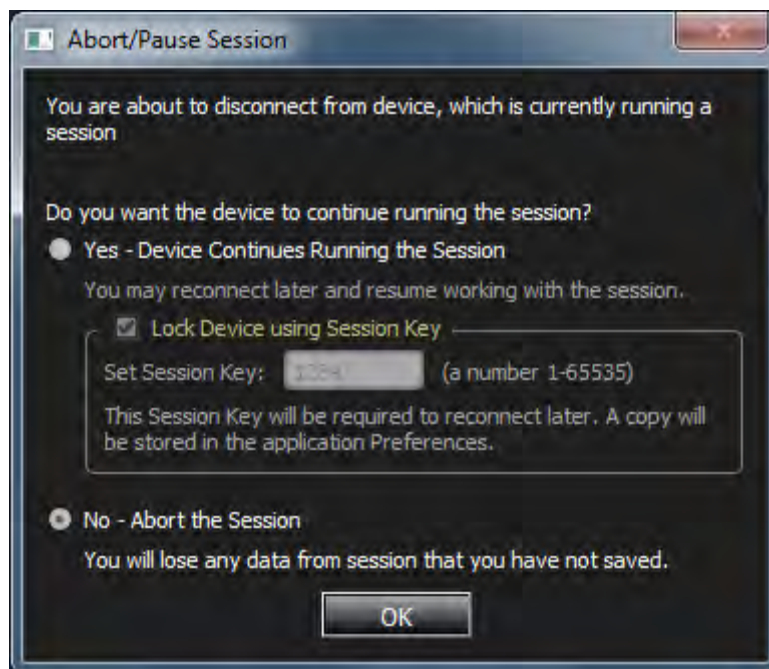 Abort/Pause Session
You are about to disconnect from device, which is currently running a
session
Do you want the device to continue running the session?
Yes - Device Continues Running the Session
You may reconnect later and resume working with the session.
Lock Device using Session Key
Set Session Key: 1234 (a number 1-65535)
This Session Key will be required to reconnect later. A copy will
be stored in the application Preferences.
No - Abort the Session
You will lose any data from session that you have not saved.
OK